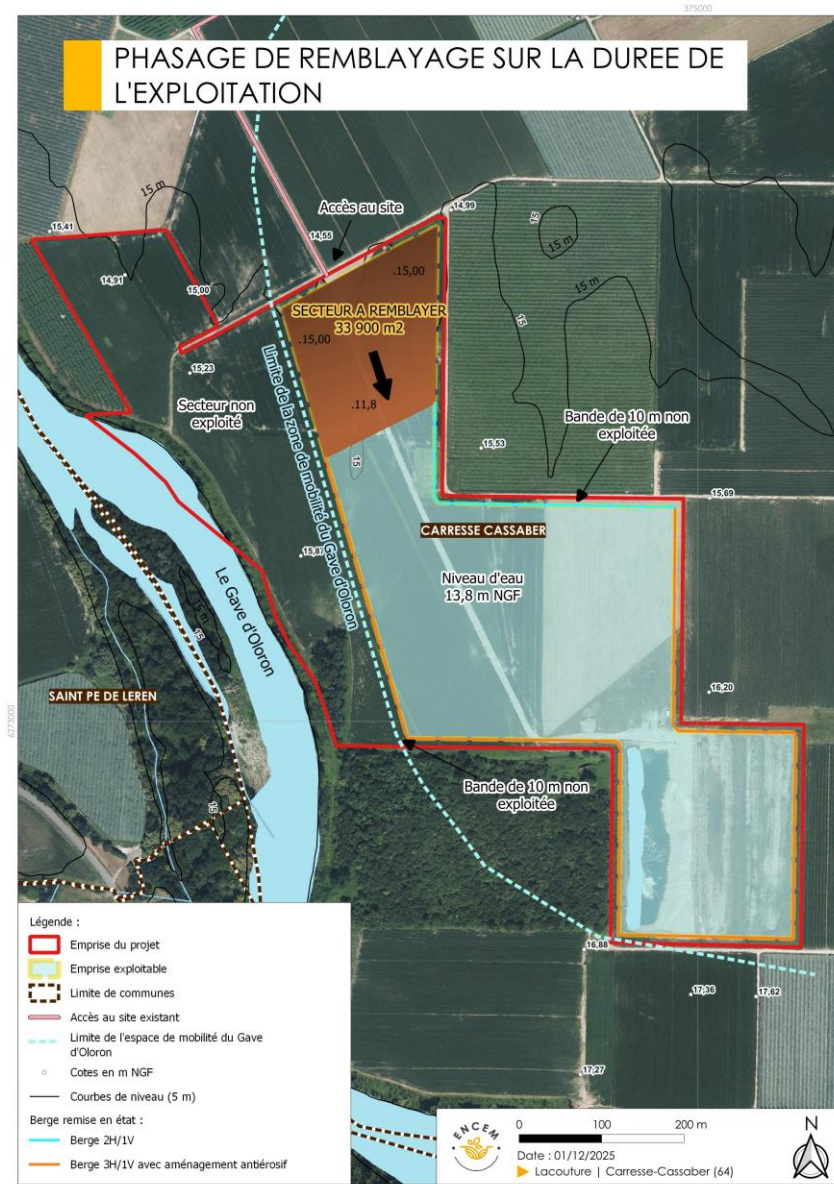 375000
PHASAGE DE REMBLAYAGE SUR LA DUREE DE
L'EXPLOITATION
15 m
Accès au site
14,99
15,41
14,55
15
15 m
14,91
15,00
.15,00
15 m
SECTEUR A REMBLAYER
33 900 m2
.15,00
15
15,23
Limite de la zone de mobilité du Gave d'Oloron
Secteur non
exploité
.11,8
Bande de 10 m non
exploitée
15,53
15
15,69
CARRESSE CASSABER
15,87
Niveau d'eau
13,8 m NGF
Le Gave d'Oloron
15 m
15
16,20
SAINT PE DE LEREN
6273000
Bande de 10 m non
exploitée
15
16,88
17,36
17,62
17,27
Légende :
Emprise du projet
Emprise exploitable
Limite de communes
Accès au site existant
Limite de l'espace de mobilité du Gave
d'Oloron
Cotes en m NGF
Courbes de niveau (5 m)
Berge remise en état :
Berge 2H/1V
Berge 3H/1V avec aménagement antiérosif
ENCEM
0 100 200 m
Date : 01/12/2025
Lacouture | Carresse-Cassaber (64)
N